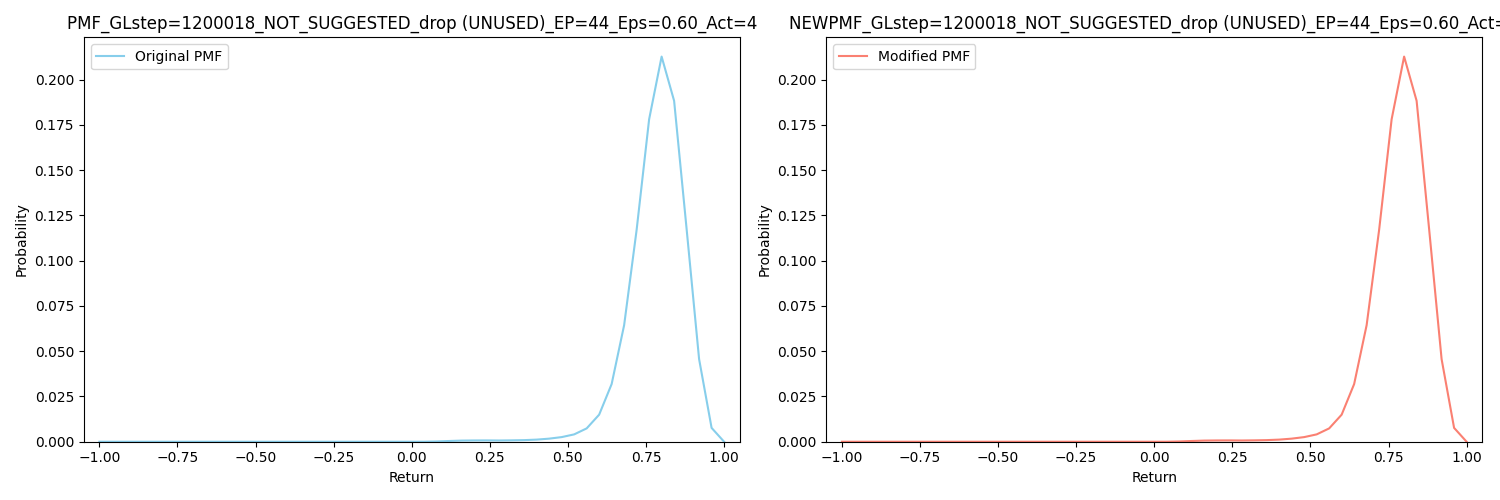 PMF_GLstep=1200018_NOT_SUGGESTED_drop (UNUSED)_EP=44_Eps=0.60_Act=4
Original PMF
0.200
0.175
0.150
0.125
0.100
0.075
0.050
0.025
0.000
Probability
−1.00 −0.75 −0.50 −0.25 0.00 0.25 0.50 0.75 1.00
Return
NEWPMF_GLstep=1200018_NOT_SUGGESTED_drop (UNUSED)_EP=44_Eps=0.60_Act=
Modified PMF
0.200
0.175
0.150
0.125
0.100
0.075
0.050
0.025
0.000
Probability
−1.00 −0.75 −0.50 −0.25 0.00 0.25 0.50 0.75 1.00
Return